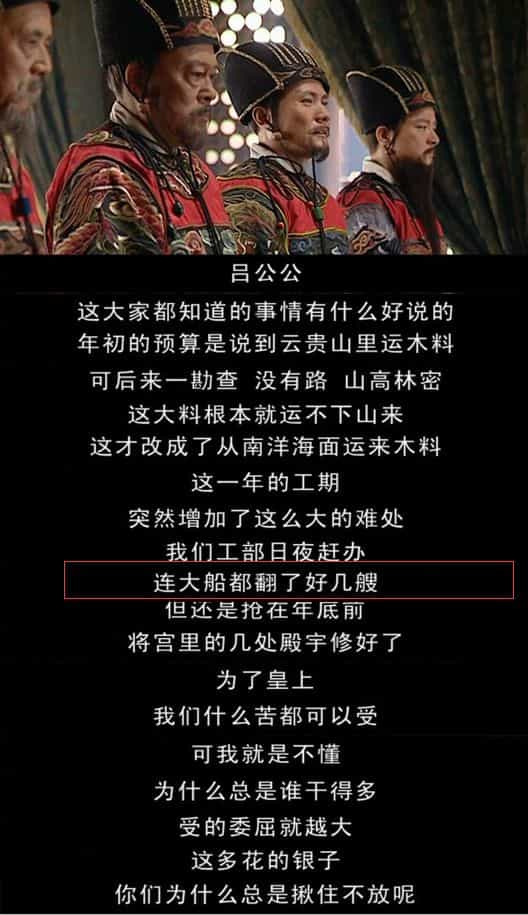 吕公公
这大家都知道的事情有什么好说的
年初的预算是说到云贵山里运木料
可后来一勘查 没有路 山高林密
这大料根本就运不下山来
这才改成了从南洋海面运来木料
这一年的工期
突然增加了这么大的难处
我们工部日夜赶办
连大船都翻了好几艘
但还是抢在年底前
将宫里的几处殿宇修好了
为了皇上
我们什么苦都可以受
可我就是不懂
为什么总是谁干得多
受的委屈就越大
这多花的银子
你们为什么总是揪住不放呢